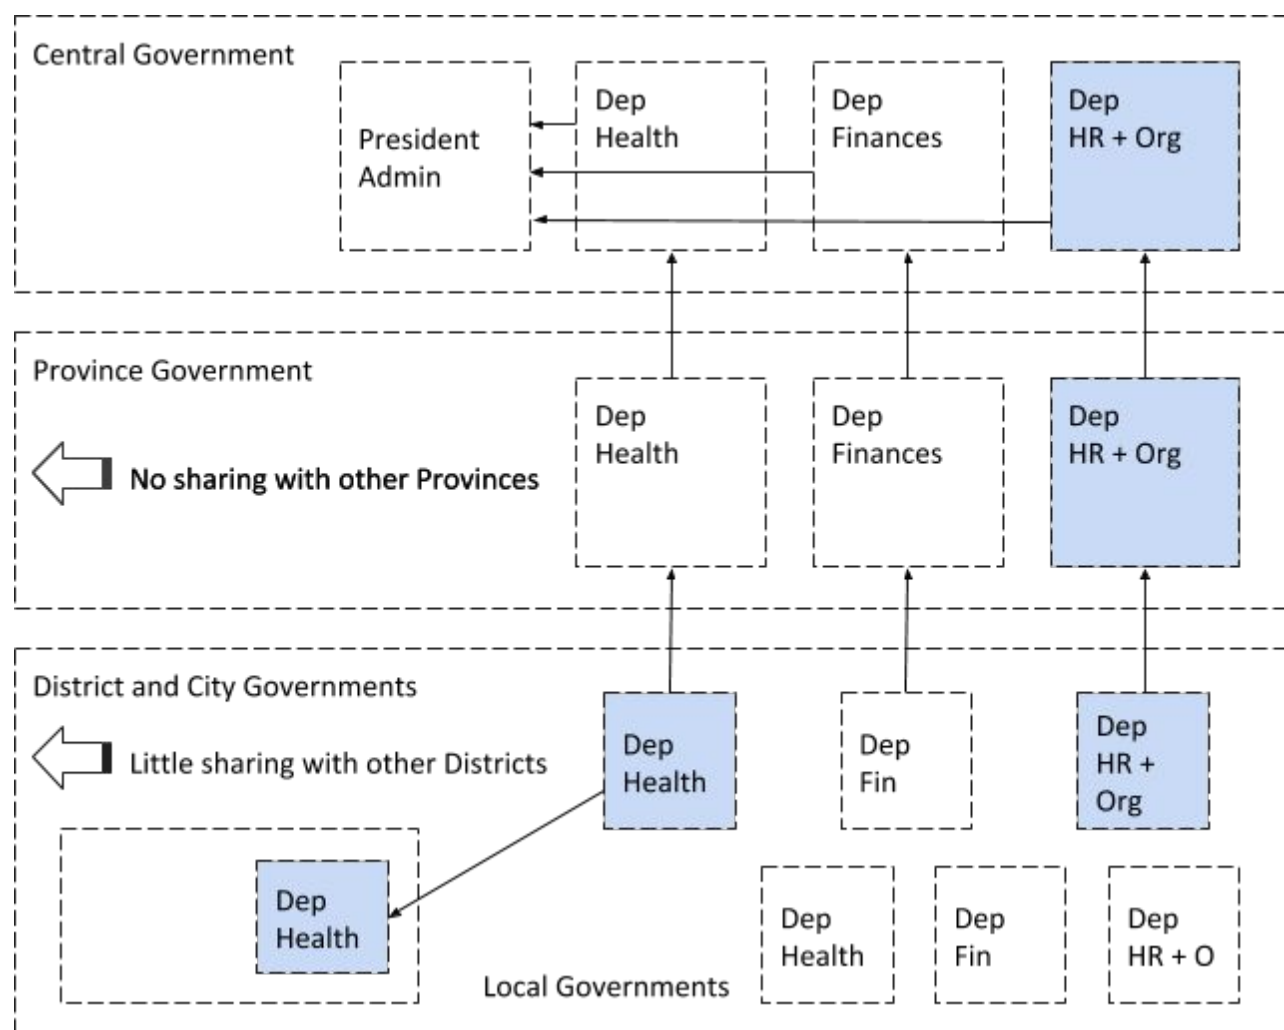 Central Government
President
Admin
Dep
Health
Dep
Finances
Dep
HR + Org
Province Government
No sharing with other Provinces
Dep
Health
Dep
Finances
Dep
HR + Org
District and City Governments
Little sharing with other Districts
Dep
Health
Dep
Fin
Dep
HR +
Org
Dep
Health
Local Governments
Dep
Health
Dep
Fin
Dep
HR + O